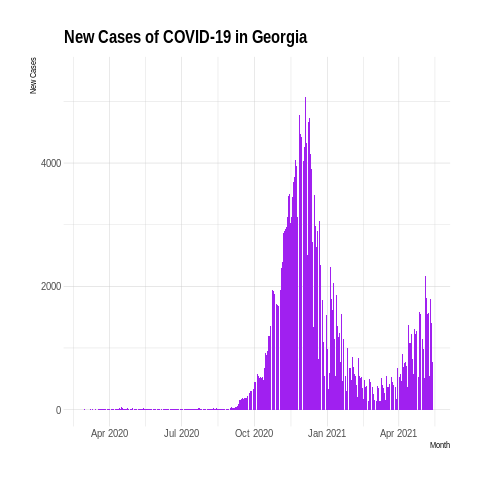 New Cases of COVID-19 in Georgia
New Cases
4000
2000
0
Apr 2020 Jul 2020 Oct 2020 Jan 2021 Apr 2021
Month